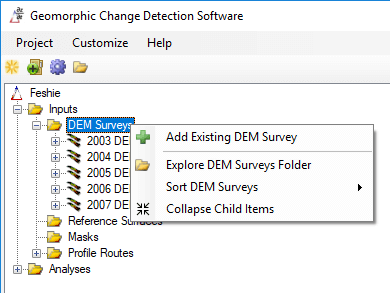 Geomorphic Change Detection Software
Project Customize Help
Feshie
Inputs
DEM Surveys
2003 DE
2004 DE
2005 DE
2006 DE
2007 DE
Add Existing DEM Survey
Explore DEM Surveys Folder
Sort DEM Surveys
Collapse Child Items
Reference Surfaces
Masks
Profile Routes
Analyses